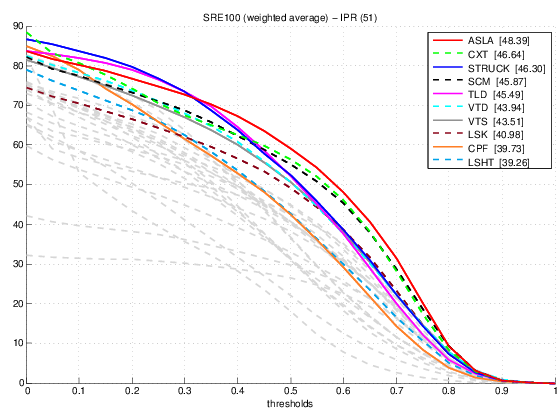 SRE100 (weighted average) – IPR (51)
90
80
70
60
50
40
30
20
10
0
0 0.1 0.2 0.3 0.4 0.5 0.6 0.7 0.8 0.9 1
thresholds
ASLA [48.39]
CXT [46.64]
STRUCK [46.30]
SCM [45.87]
TLD [45.49]
VTD [43.94]
VTS [43.51]
LSK [40.98]
CPF [39.73]
LSHT [39.26]